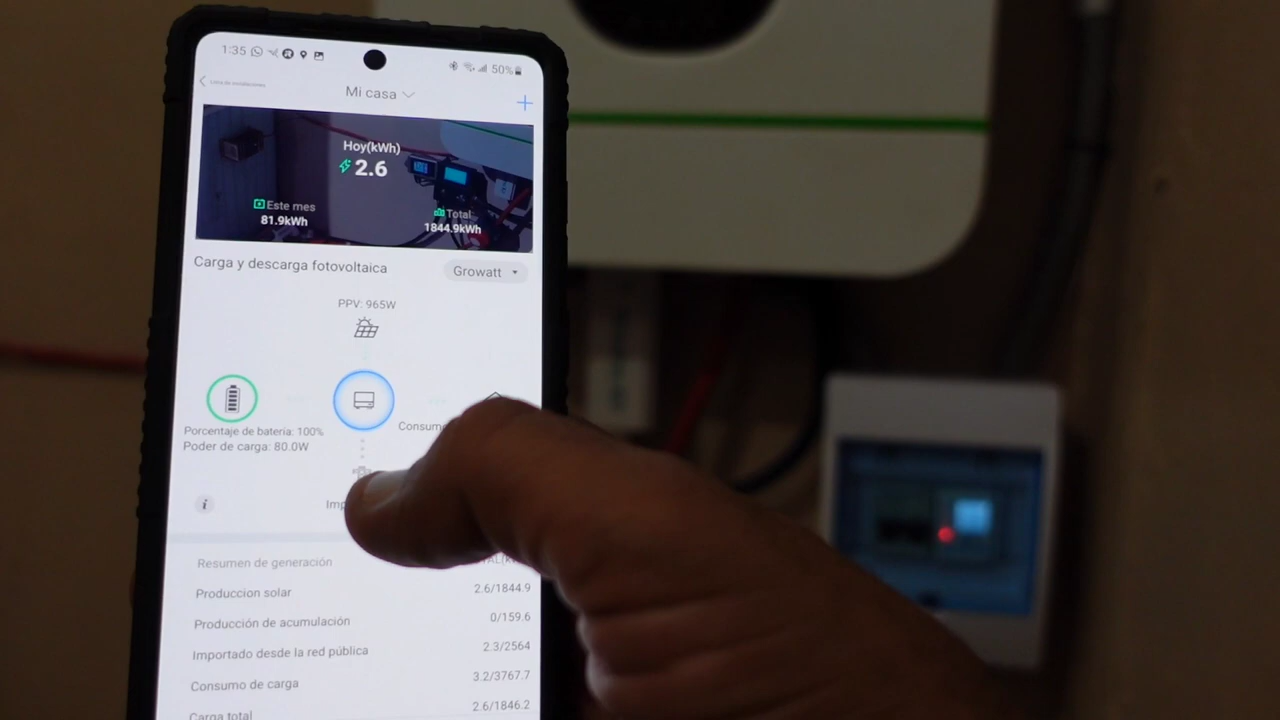 1:35
50%
Lista de instalaciones
Mi casa
Hoy(kWh)
2.6
Este mes
81.9kWh
Total
1844.9kWh
Carga y descarga fotovoltaica
Growatt
PPV: 965W
Porcentaje de batería: 100%
Poder de carga: 80.0W
Resumen de generación
Produccion solar
2.6/1844.9
Producción de acumulación
0/159.6
Importado desde la red pública
2.3/2564
Consumo de carga
3.2/3767.7
Carga total
2.6/1846.2